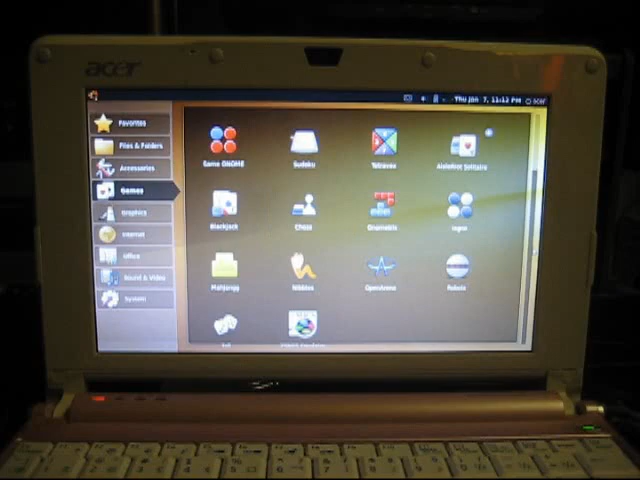 acer
Thu Jan 7, 11:13 PM acer
Favorites
Files & Folders
Accessories
Games
Graphics
Internet
Office
Sound & Video
System
Same GNOME
Sudoku
Tetravex
AisleRiot Solitaire
Blackjack
Chess
Gnometris
Iagno
Mahjongg
Nibbles
OpenArena
Robots